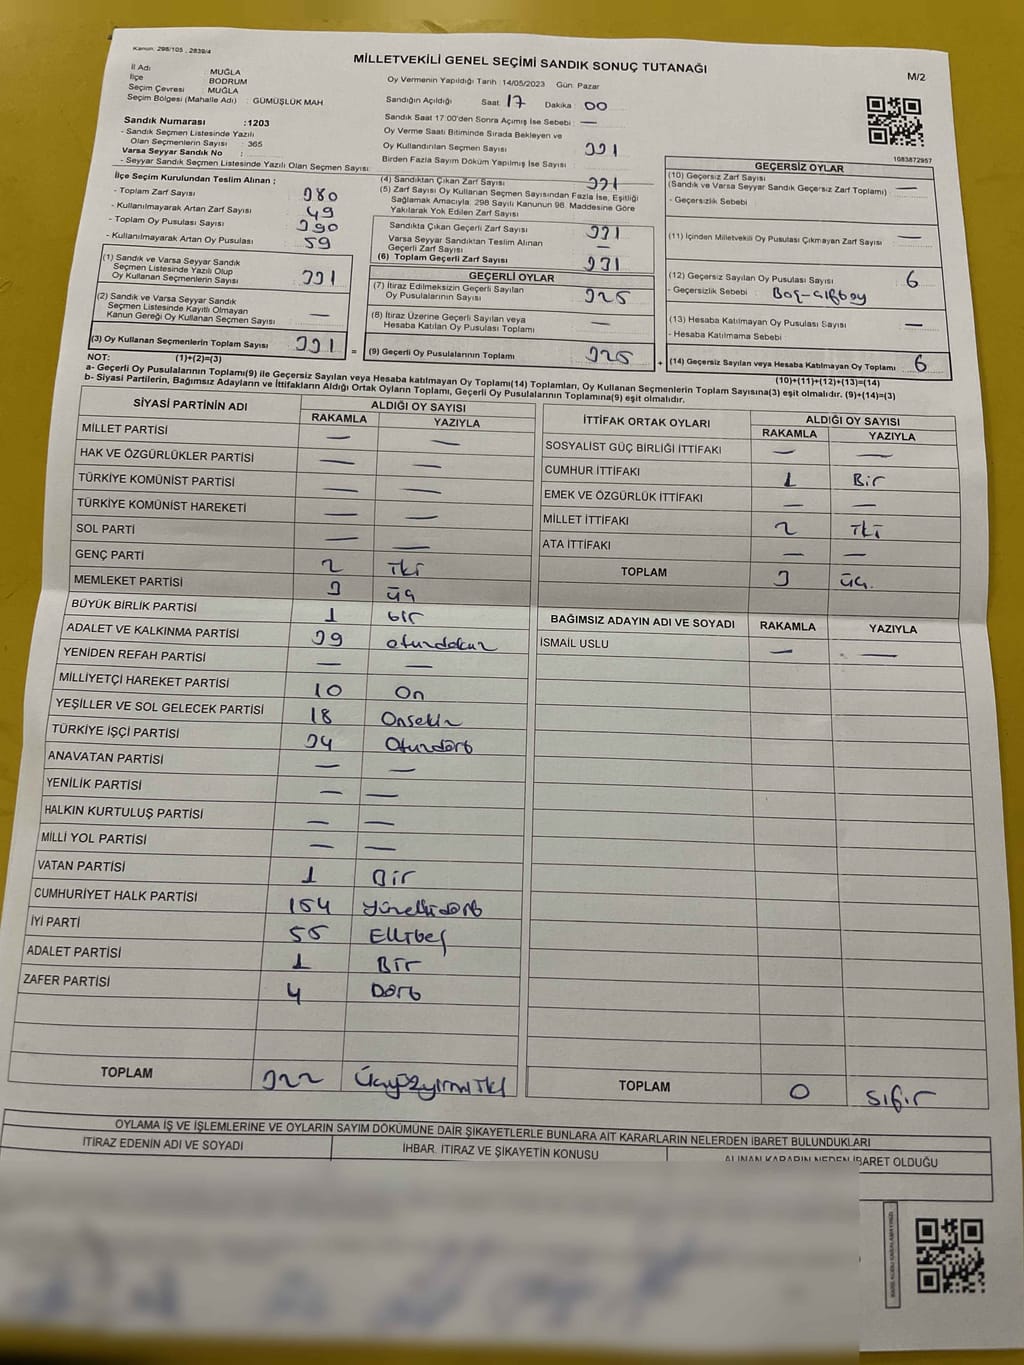 Kanun: 298/105 , 2839/4
MİLLETVEKİLİ GENEL SEÇİMİ SANDIK SONUÇ TUTANAĞI
M/2
İl Adı : MUĞLA
İlçe : BODRUM
Seçim Çevresi : MUĞLA
Seçim Bölgesi (Mahalle Adı) : GÜMÜŞLÜK MAH
Oy Vermenin Yapıldığı Tarih :14/05/2023 Gün: Pazar
Sandığın Açıldığı Saat: 17 Dakika 00
Sandık Saat 17:00'den Sonra Açımış İse Sebebi : —
Oy Verme Saati Bitiminde Sırada Bekleyen ve
Oy Kullandırılan Seçmen Sayısı 331
Birden Fazla Sayım Döküm Yapılmış İse Sayısı
Sandık Numarası :1203
- Sandık Seçmen Listesinde Yazılı
Olan Seçmenlerin Sayısı : 365
Varsa Seyyar Sandık No :
- Seyyar Sandık Seçmen Listesinde Yazılı Olan Seçmen Sayısı
1083872957
İlçe Seçim Kurulundan Teslim Alınan ;
- Toplam Zarf Sayısı 380
- Kullanılmayarak Artan Zarf Sayısı 49
- Toplam Oy Pusulası Sayısı 390
- Kullanılmayarak Artan Oy Pusulası 59
(1) Sandık ve Varsa Seyyar Sandık
Seçmen Listesinde Yazılı Olup
Oy Kullanan Seçmenlerin Sayısı 331
(2) Sandık ve Varsa Seyyar Sandık
Seçmen Listesinde Kayıtlı Olmayan
Kanun Gereği Oy Kullanan Seçmen Sayısı —
(3) Oy Kullanan Seçmenlerin Toplam Sayısı 331 =
(4) Sandıktan Çıkan Zarf Sayısı 331
(5) Zarf Sayısı Oy Kullanan Seçmen Sayısından Fazla İse, Eşitliği
Sağlamak Amacıyla, 298 Sayılı Kanunun 98. Maddesine Göre
Yakılarak Yok Edilen Zarf Sayısı
Sandıkta Çıkan Geçerli Zarf Sayısı 331
Varsa Seyyar Sandıktan Teslim Alınan
Geçerli Zarf Sayısı —
(6) Toplam Geçerli Zarf Sayısı 331
GEÇERLİ OYLAR
(7) İtiraz Edilmeksizin Geçerli Sayılan
Oy Pusulalarının Sayısı 325
(8) İtiraz Üzerine Geçerli Sayılan veya
Hesaba Katılan Oy Pusulası Toplamı —
(9) Geçerli Oy Pusulalarının Toplamı 325 +
GEÇERSİZ OYLAR
(10) Geçersiz Zarf Sayısı
(Sandık ve Varsa Seyyar Sandık Geçersiz Zarf Toplamı) —
- Geçersizlik Sebebi
(11) İçinden Milletvekili Oy Pusulası Çıkmayan Zarf Sayısı —
(12) Geçersiz Sayılan Oy Pusulası Sayısı 6
- Geçersizlik Sebebi : Boş-çift oy
(13) Hesaba Katılmayan Oy Pusulası Sayısı —
- Hesaba Katılmama Sebebi
(14) Geçersiz Sayılan veya Hesaba Katılmayan Oy Toplamı 6
NOT: (1)+(2)=(3)
(10)+(11)+(12)+(13)=(14)
a- Geçerli Oy Pusulalarının Toplamı(9) ile Geçersiz Sayılan veya Hesaba katılmayan Oy Toplamı(14) Toplamları, Oy Kullanan Seçmenlerin Toplam Sayısına(3) eşit olmalıdır. (9)+(14)=(3)
b- Siyasi Partilerin, Bağımsız Adayların ve İttifakların Aldığı Ortak Oyların Toplamı, Geçerli Oy Pusulalarının Toplamına(9) eşit olmalıdır.
SİYASİ PARTİNİN ADI ALDIĞI OY SAYISI
RAKAMLA YAZIYLA
MİLLET PARTİSİ — —
HAK VE ÖZGÜRLÜKLER PARTİSİ — —
TÜRKİYE KOMÜNİST PARTİSİ — —
TÜRKİYE KOMÜNİST HAREKETİ — —
SOL PARTİ — —
GENÇ PARTİ 2 İki
MEMLEKET PARTİSİ 3 üç
BÜYÜK BİRLİK PARTİSİ 1 bir
ADALET VE KALKINMA PARTİSİ 39 otuzdokuz
YENİDEN REFAH PARTİSİ — —
MİLLİYETÇİ HAREKET PARTİSİ 10 On
YEŞİLLER VE SOL GELECEK PARTİSİ 18 Onsekiz
TÜRKİYE İŞÇİ PARTİSİ 34 Otuzdört
ANAVATAN PARTİSİ — —
YENİLİK PARTİSİ — —
HALKIN KURTULUŞ PARTİSİ — —
MİLLİ YOL PARTİSİ — —
VATAN PARTİSİ 1 Bir
CUMHURİYET HALK PARTİSİ 154 yüzellidört
İYİ PARTİ 55 Ellibeş
ADALET PARTİSİ 1 Bir
ZAFER PARTİSİ 4 Dört
TOPLAM 322 Üçyüzyirmiiki
İTTİFAK ORTAK OYLARI ALDIĞI OY SAYISI
RAKAMLA YAZIYLA
SOSYALİST GÜÇ BİRLİĞİ İTTİFAKI — —
CUMHUR İTTİFAKI 1 Bir
EMEK VE ÖZGÜRLÜK İTTİFAKI — —
MİLLET İTTİFAKI 2 İki
ATA İTTİFAKI — —
TOPLAM 3 üç.
BAĞIMSIZ ADAYIN ADI VE SOYADI RAKAMLA YAZIYLA
İSMAİL USLU — —
TOPLAM 0 sıfır
OYLAMA İŞ VE İŞLEMLERİNE VE OYLARIN SAYIM DÖKÜMÜNE DAİR ŞİKAYETLERLE BUNLARA AİT KARARLARIN NELERDEN İBARET BULUNDUKLARI
İTİRAZ EDENİN ADI VE SOYADI İHBAR, İTİRAZ VE ŞİKAYETİN KONUSU ALINAN KARARIN NEDEN İBARET OLDUĞU